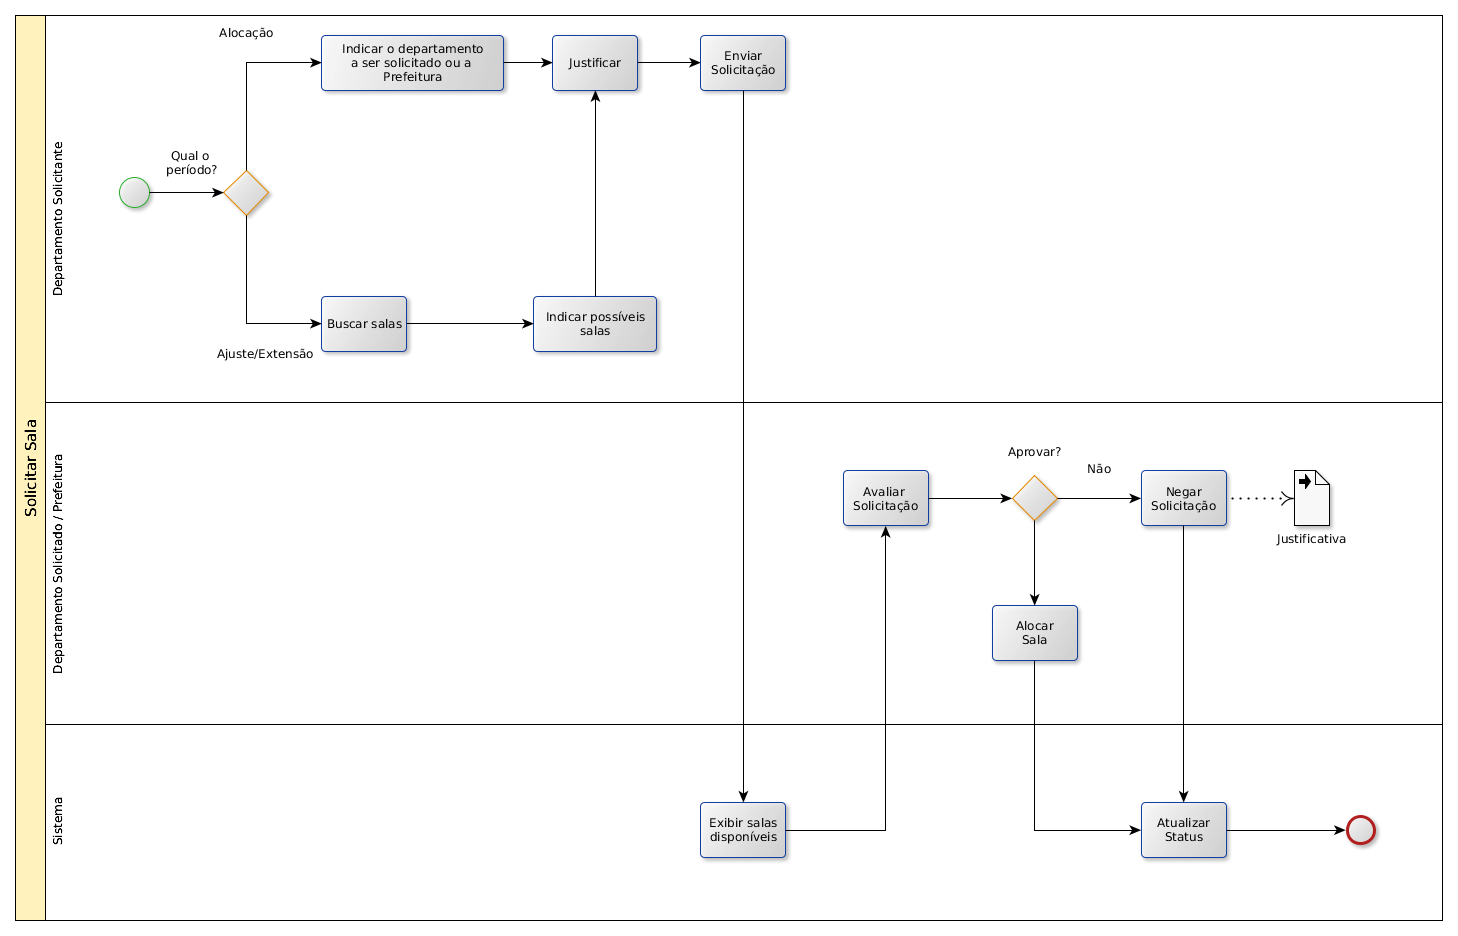 Solicitar Sala
Departamento Solicitante
Alocação
Indicar o departamento
a ser solicitado ou a
Prefeitura
Justificar
Enviar
Solicitação
Qual o
período?
Buscar salas
Indicar possíveis
salas
Ajuste/Extensão
Departamento Solicitado / Prefeitura
Aprovar?
Não
Avaliar
Solicitação
Negar
Solicitação
Justificativa
Alocar
Sala
Sistema
Exibir salas
disponíveis
Atualizar
Status